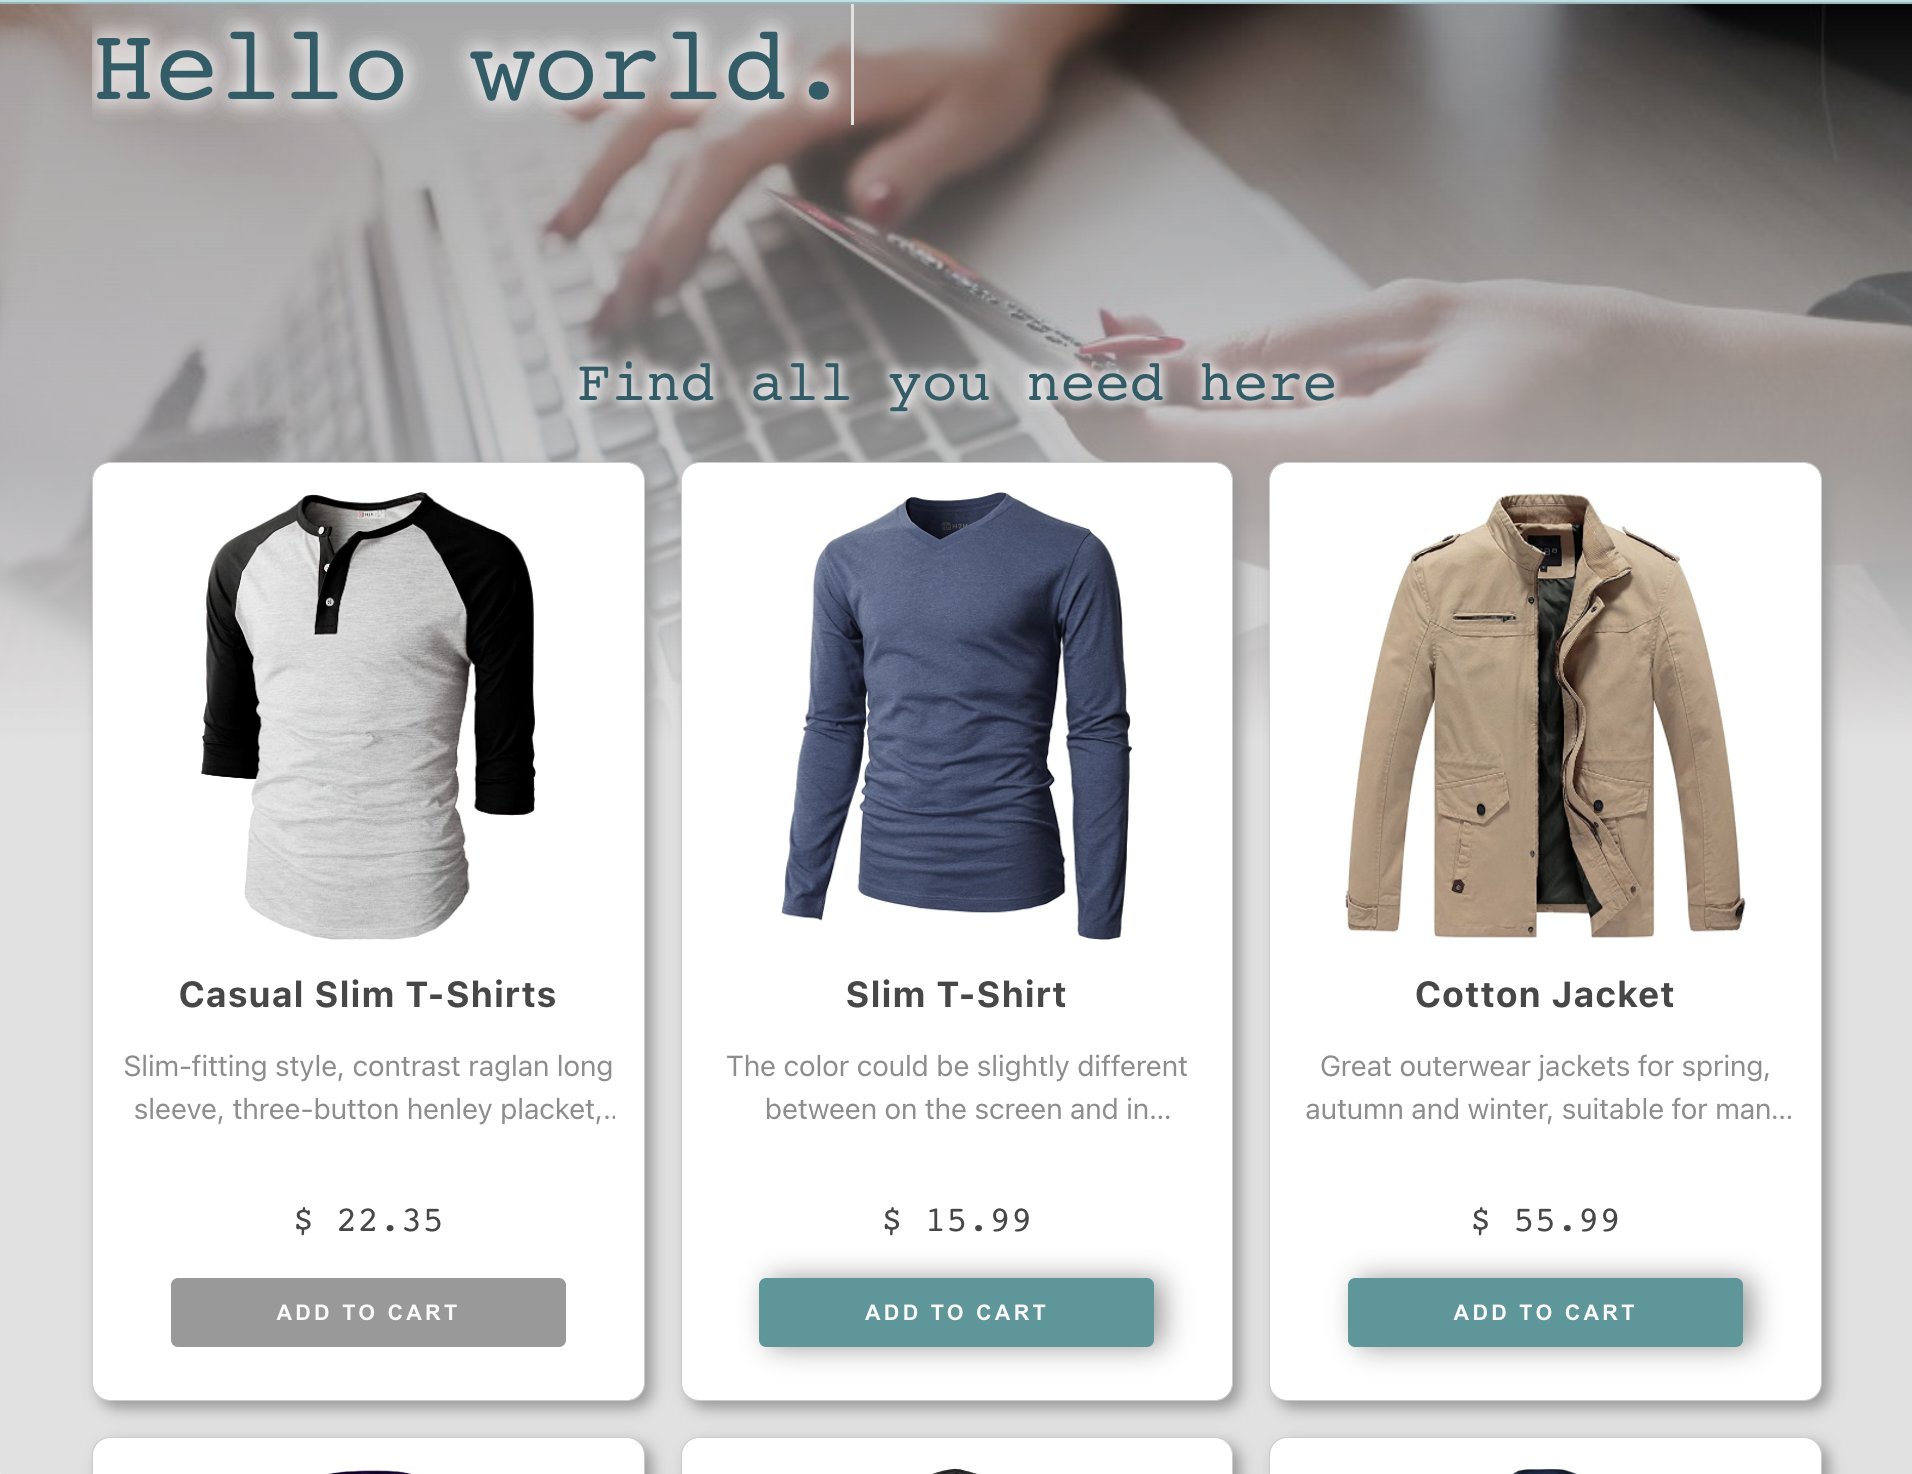 Hello world.
Find all you need here
Casual Slim T-Shirts
Slim-fitting style, contrast raglan long
sleeve, three-button henley placket,..
$ 22.35
ADD TO CART
Slim T-Shirt
The color could be slightly different
between on the screen and in...
$ 15.99
ADD TO CART
Cotton Jacket
Great outerwear jackets for spring,
autumn and winter, suitable for man...
$ 55.99
ADD TO CART